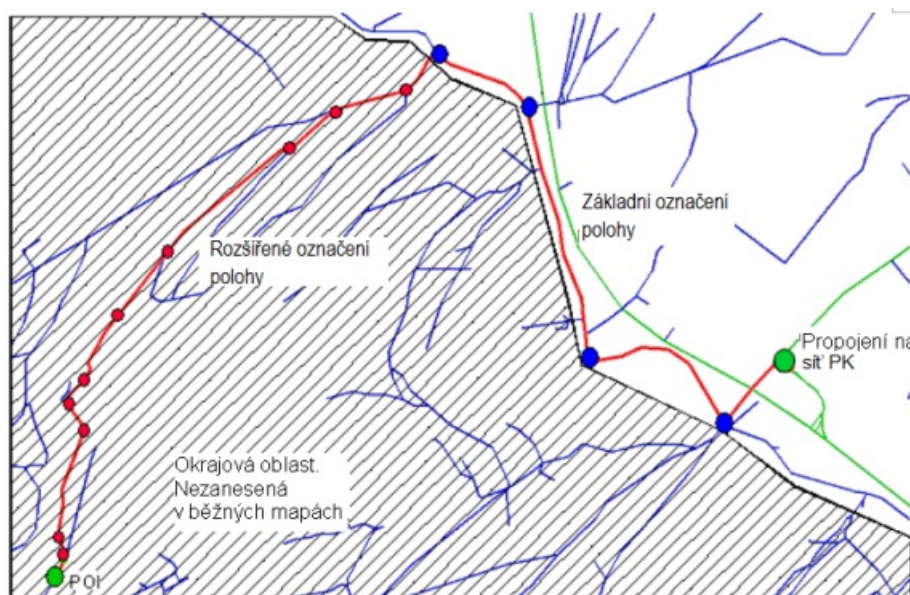 Základní označení
polohy
Rozšířené označení
polohy
Propojení na
síť PK
Okrajová oblast.
Nezanesená
v běžných mapách
POI